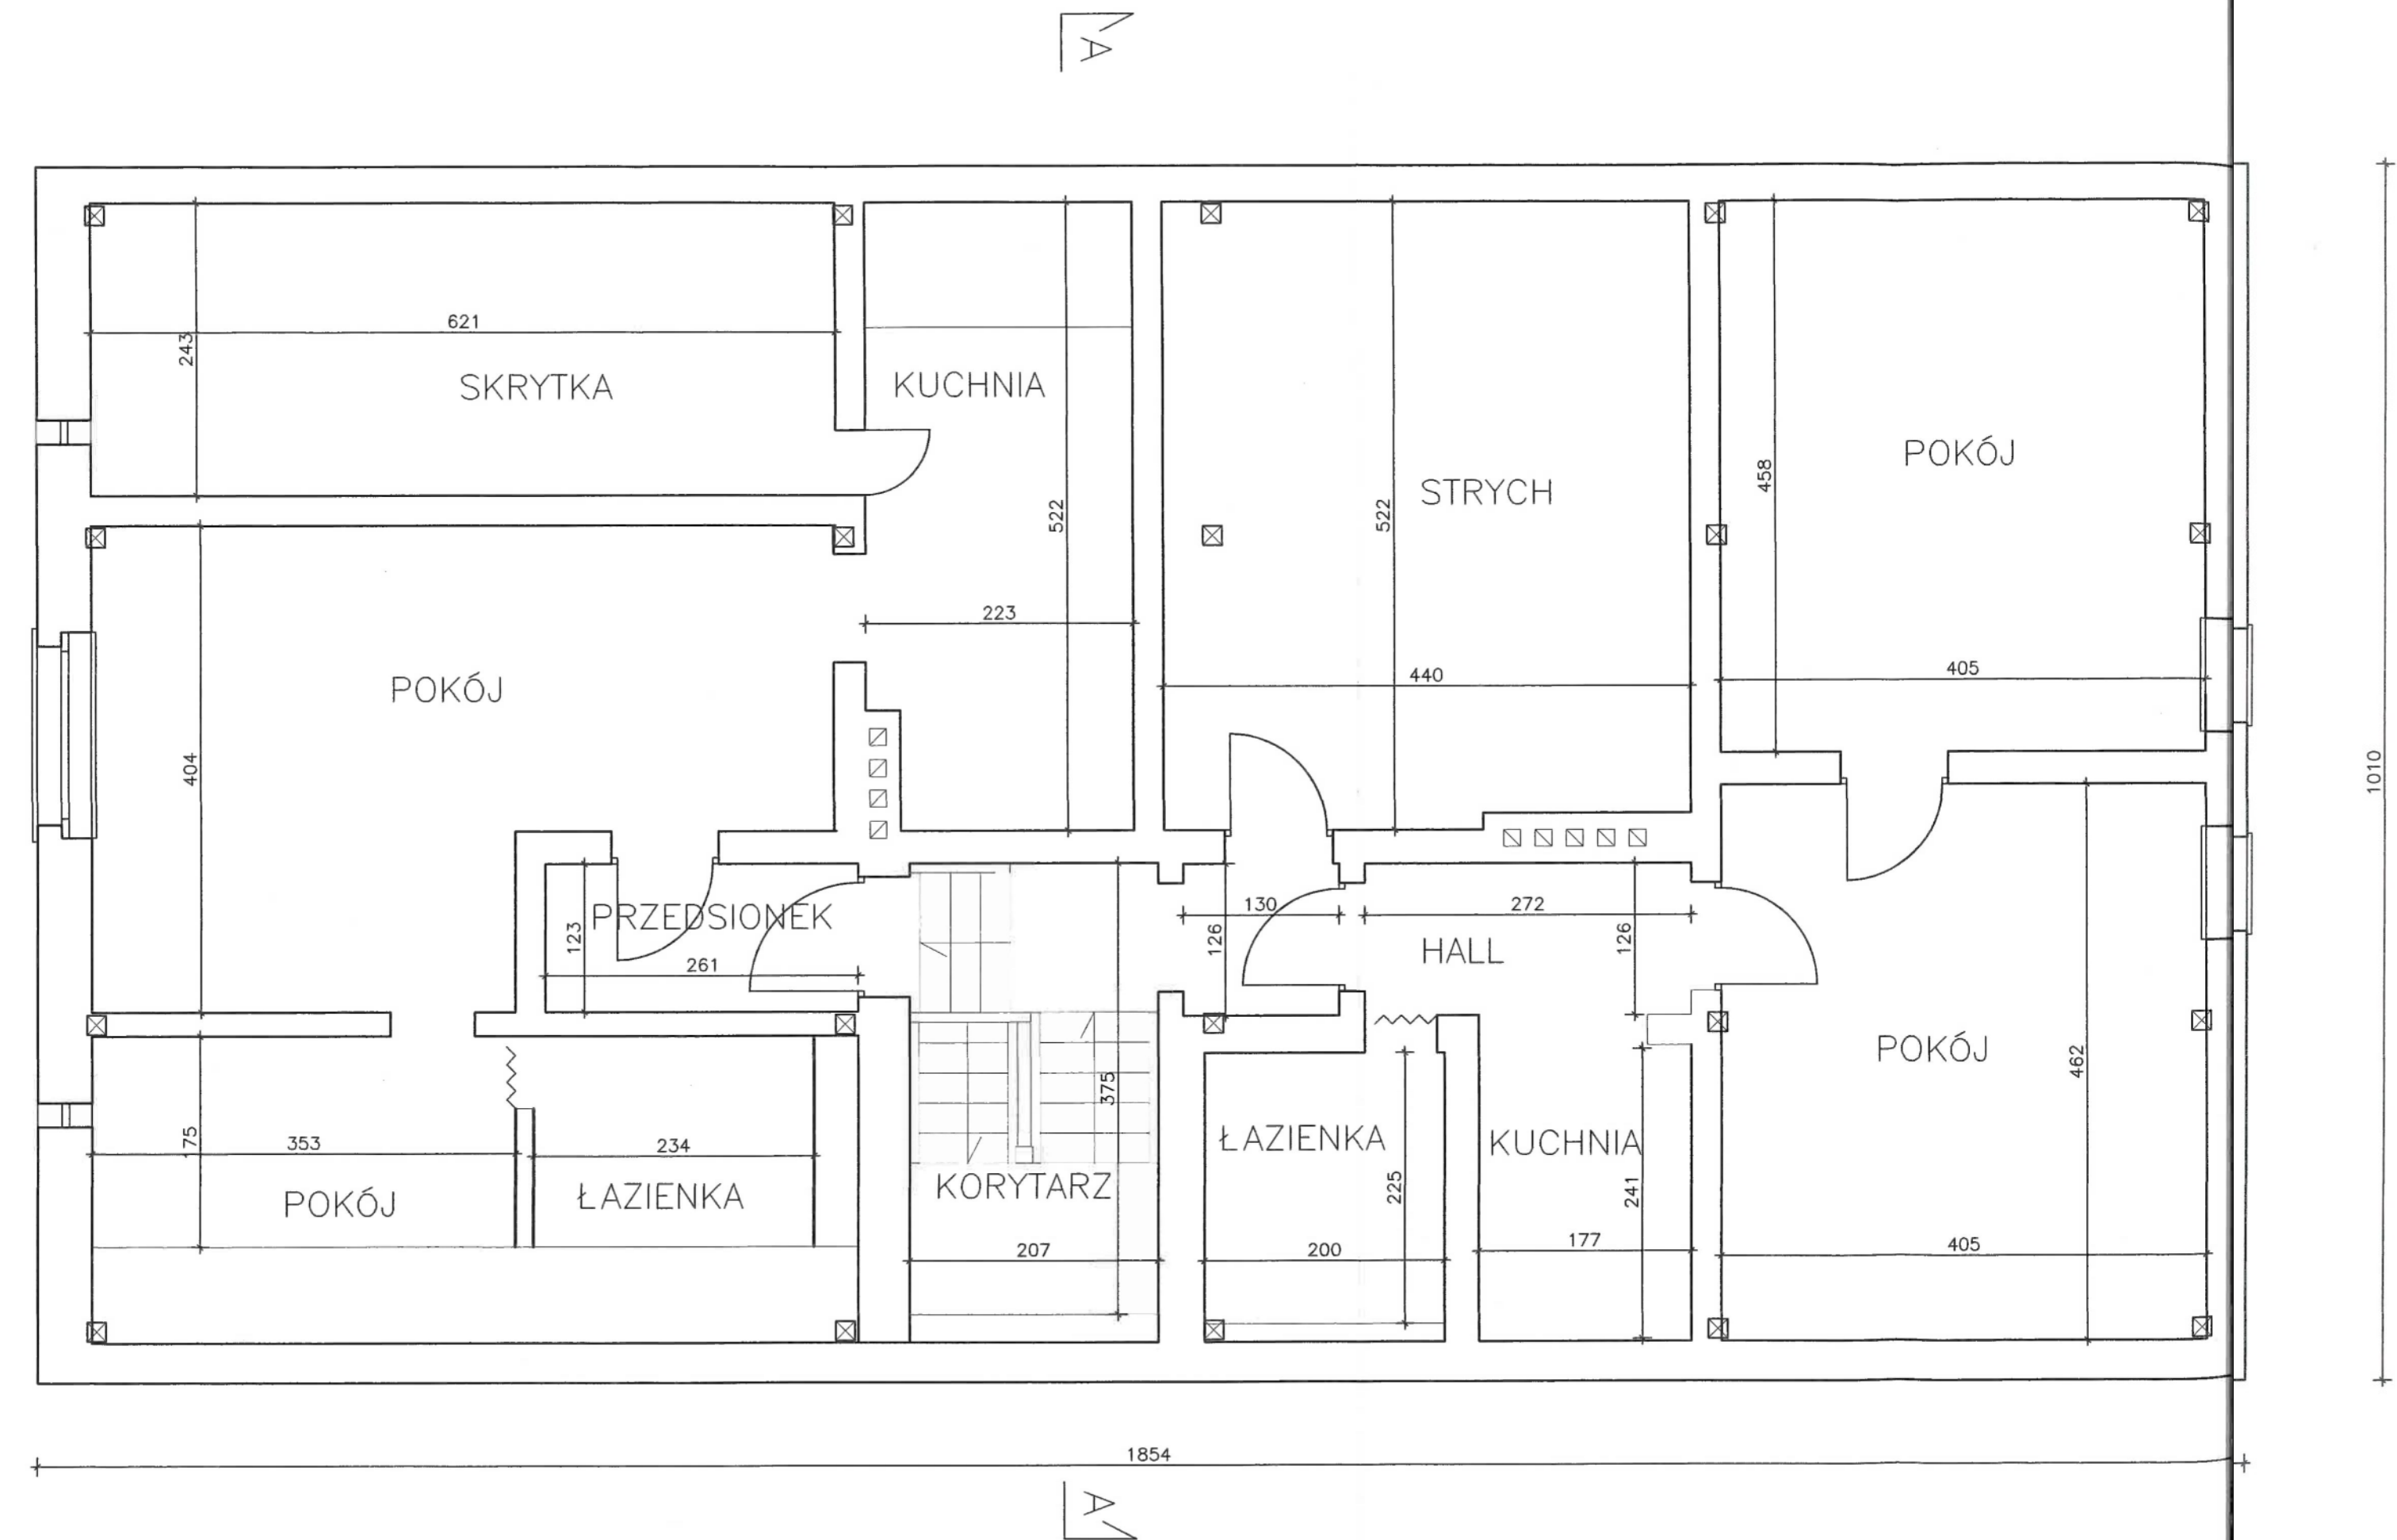 A
621
243
SKRYTKA
KUCHNIA
522
223
STRYCH
522
440
POKÓJ
458
405
POKÓJ
404
1010
PRZEDSIONEK
123
261
130
126
272
126
HALL
POKÓJ
462
405
353
175
234
POKÓJ
ŁAZIENKA
375
KORYTARZ
207
ŁAZIENKA
225
200
KUCHNIA
241
177
1854
A'